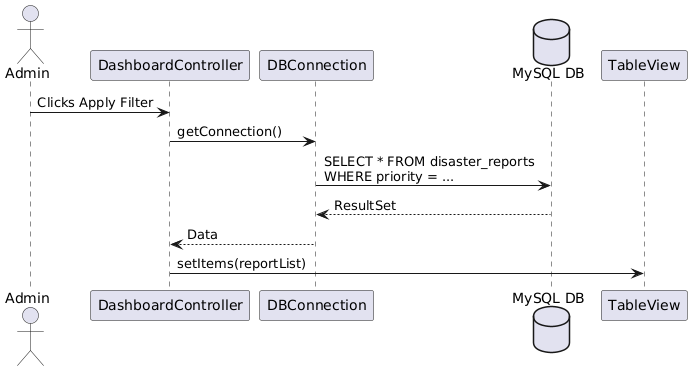 Admin
DashboardController
DBConnection
MySQL DB
TableView
Clicks Apply Filter
getConnection()
SELECT * FROM disaster_reports
WHERE priority = ...
ResultSet
Data
setItems(reportList)
Admin
DashboardController
DBConnection
MySQL DB
TableView